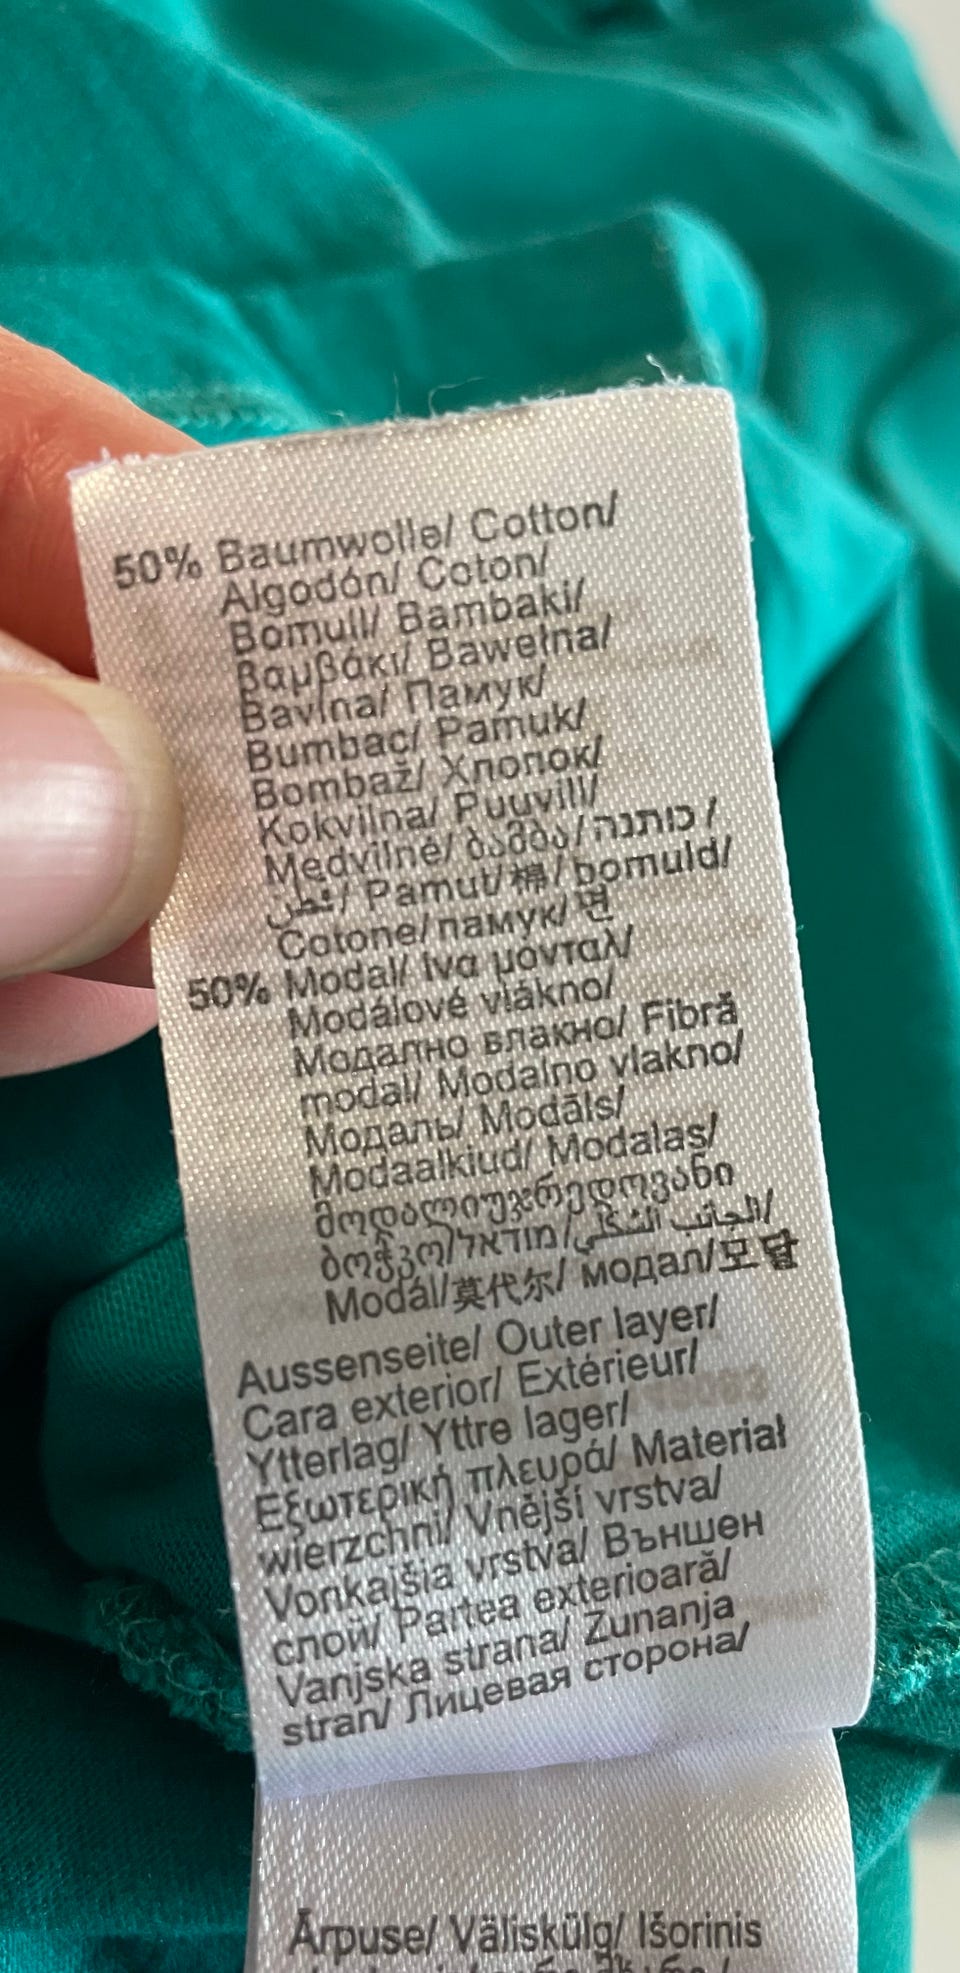 50% Baumwolle/ Cotton/
Algodón/ Coton/
Bomull/ Bambaki/
Βαμβάκι/ Bawełna/
Bavlna/ Памук/
Bumbac/ Pamuk/
Bombaž/ Хлопок/
Kokvilna/ Puuvill/
Medvilnė/ ბამბა/כותנה/
قطن/ Pamut/棉/ bomuld/
Cotone/памук/면
50% Modal/ ίνα μονταλ/
Modálové vlákno/
Модално влакно/ Fibră
modal/ Modalno vlakno/
Модаль/ Modāls/
Modaalkiud/ Modalas/
მოდალიუჯრედოვანი
ბოჭკო/מודאל/الجانب الشكلي/
Modál/莫代尔/ модал/모달
Aussenseite/ Outer layer/
Cara exterior/ Extérieur/
Ytterlag/ Yttre lager/
Εξωτερική πλευρά/ Materiał
wierzchni/ Vnější vrstva/
Vonkajšia vrstva/ Външен
слой/ Partea exterioară/
Vanjska strana/ Zunanja
stran/ Лицевая сторона/
Ārpuse/ Väliskülg/ Išorinis